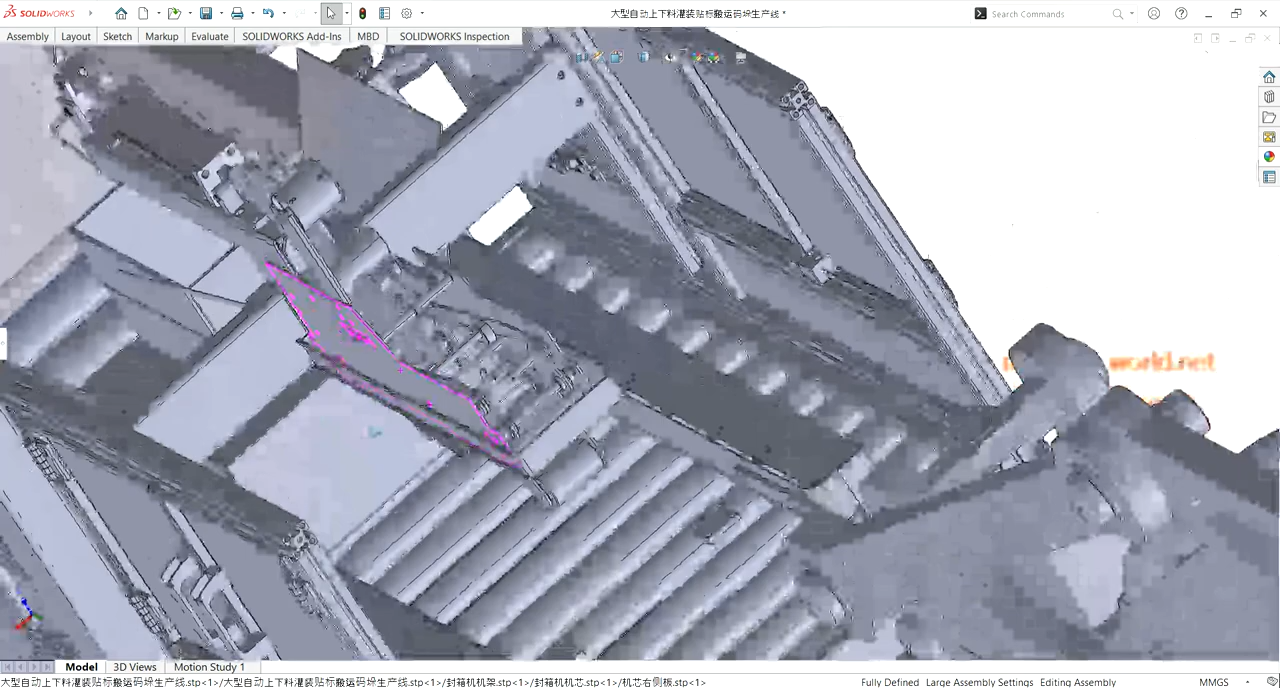 SOLIDWORKS
大型自动上下料灌装贴标搬运码垛生产线 *
Search Commands
Assembly Layout Sketch Markup Evaluate SOLIDWORKS Add-Ins MBD SOLIDWORKS Inspection
Model 3D Views Motion Study 1
大型自动上下料灌装贴标搬运码垛生产线.stp<1>/大型自动上下料灌装贴标搬运码垛生产线.stp<1>/封箱机机架.stp<1>/封箱机机芯.stp<1>/机芯右侧板.stp<1>
Fully Defined Large Assembly Settings Editing Assembly MMGS